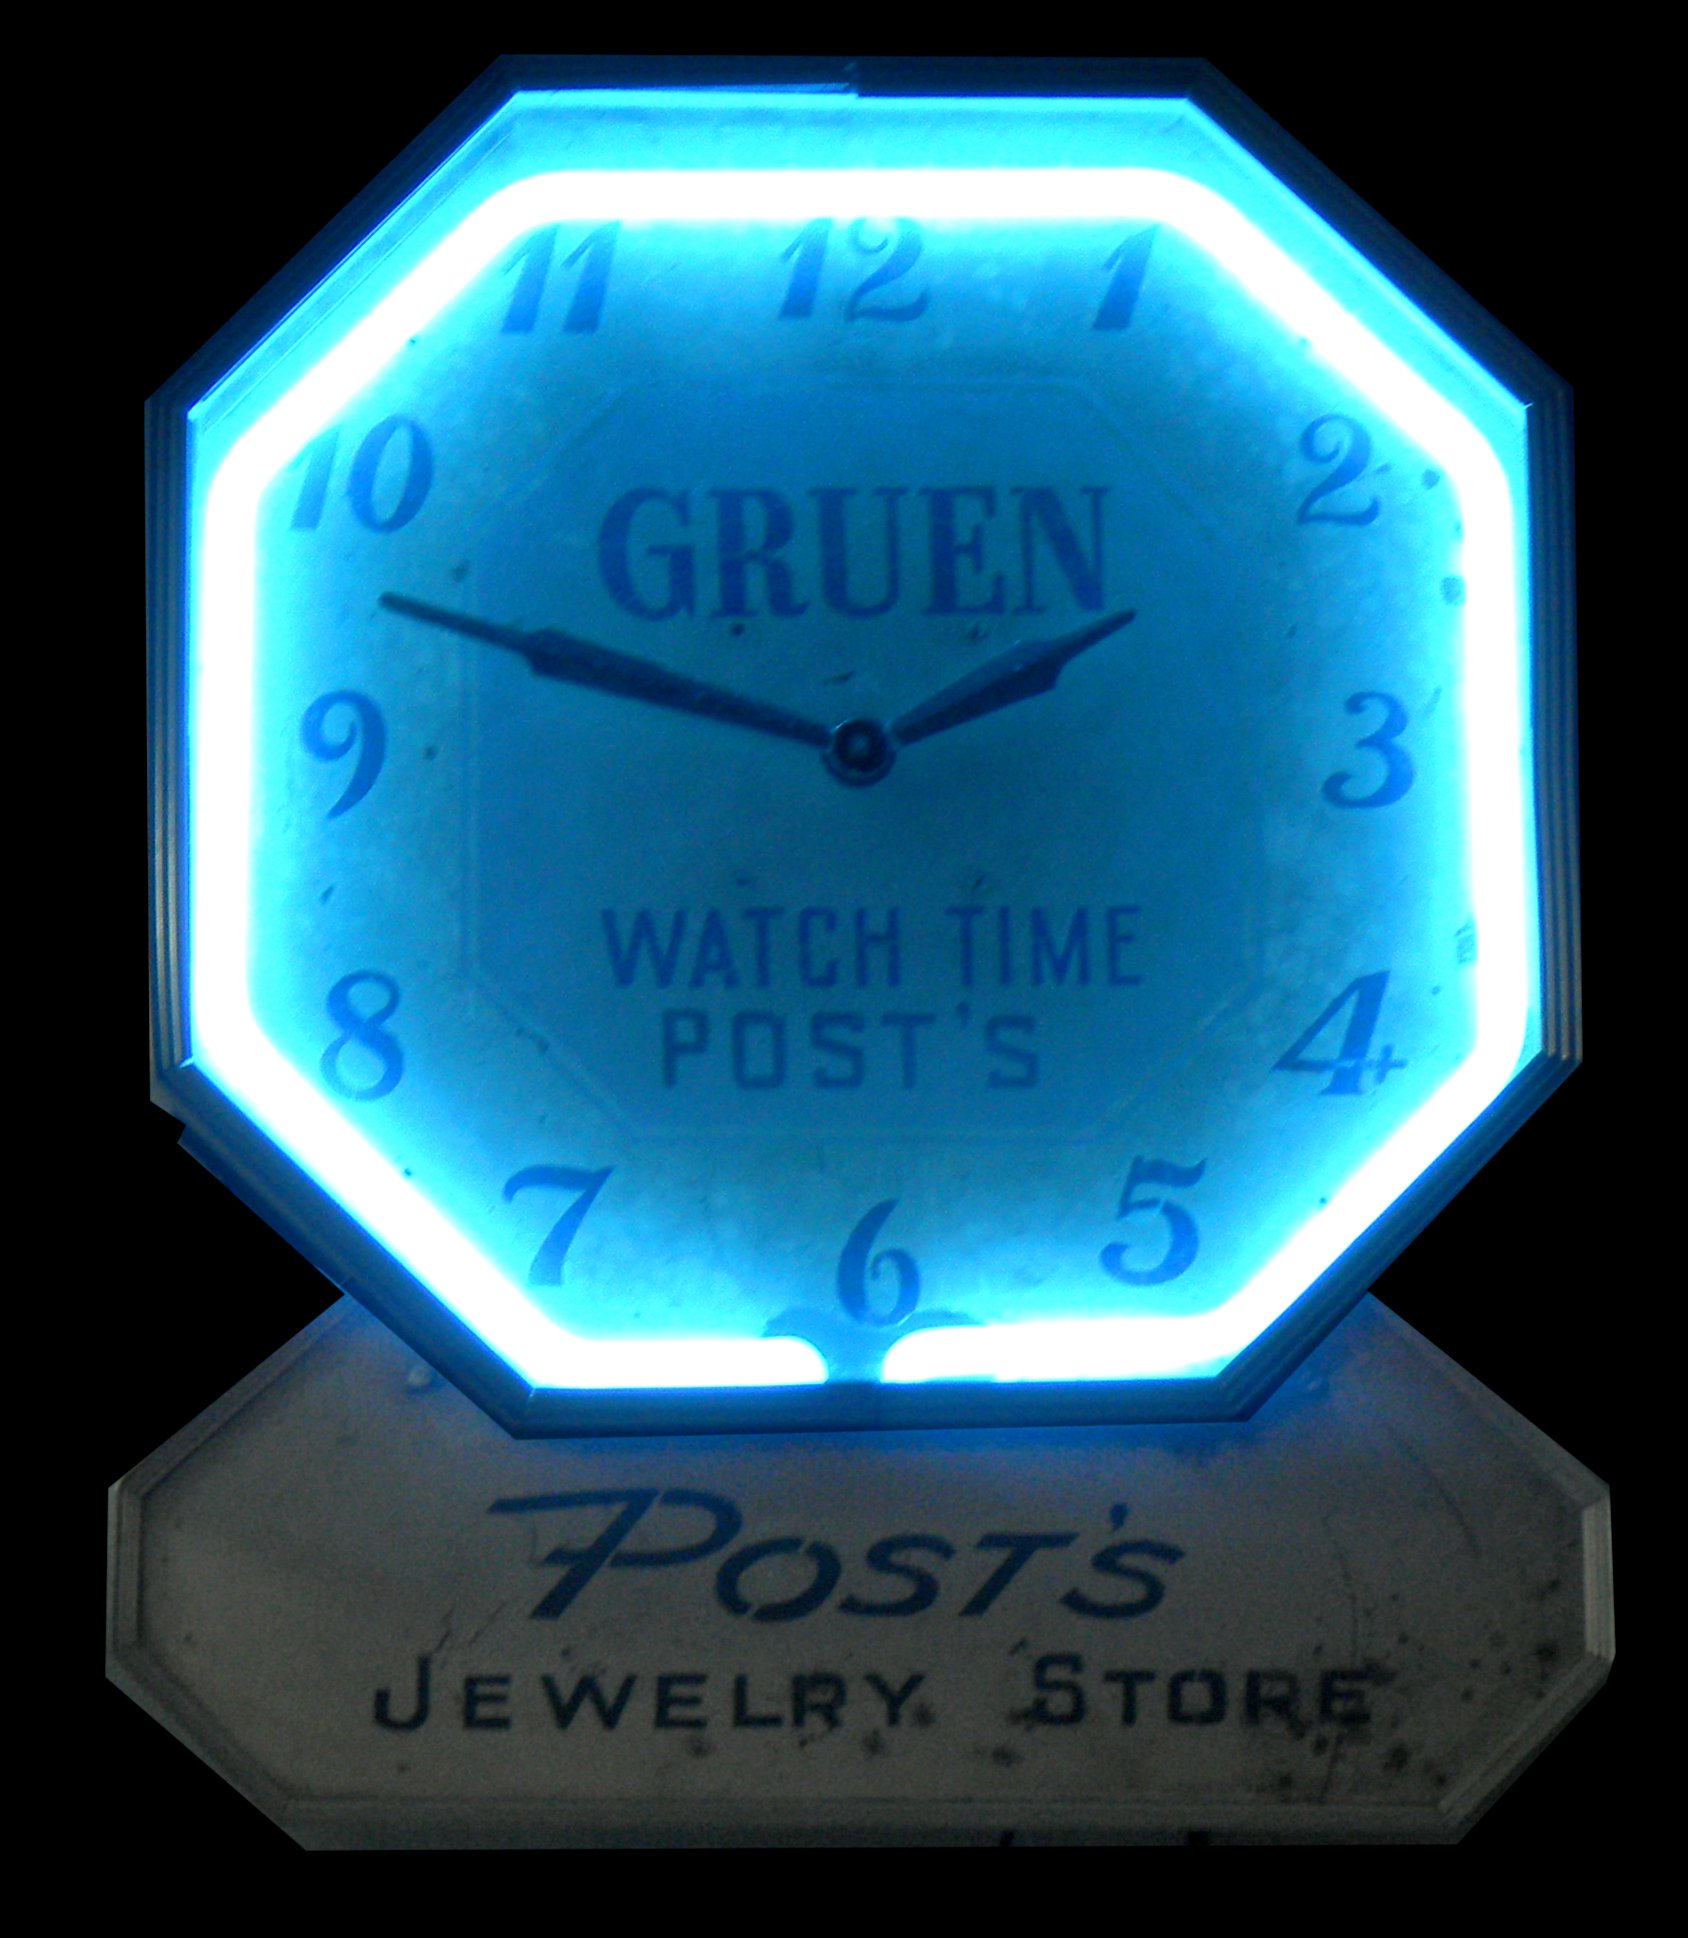 11 12 1
10 2
GRUEN
9 3
WATCH TIME
8 4
POST'S
7 5
6
POST'S
JEWELRY STORE